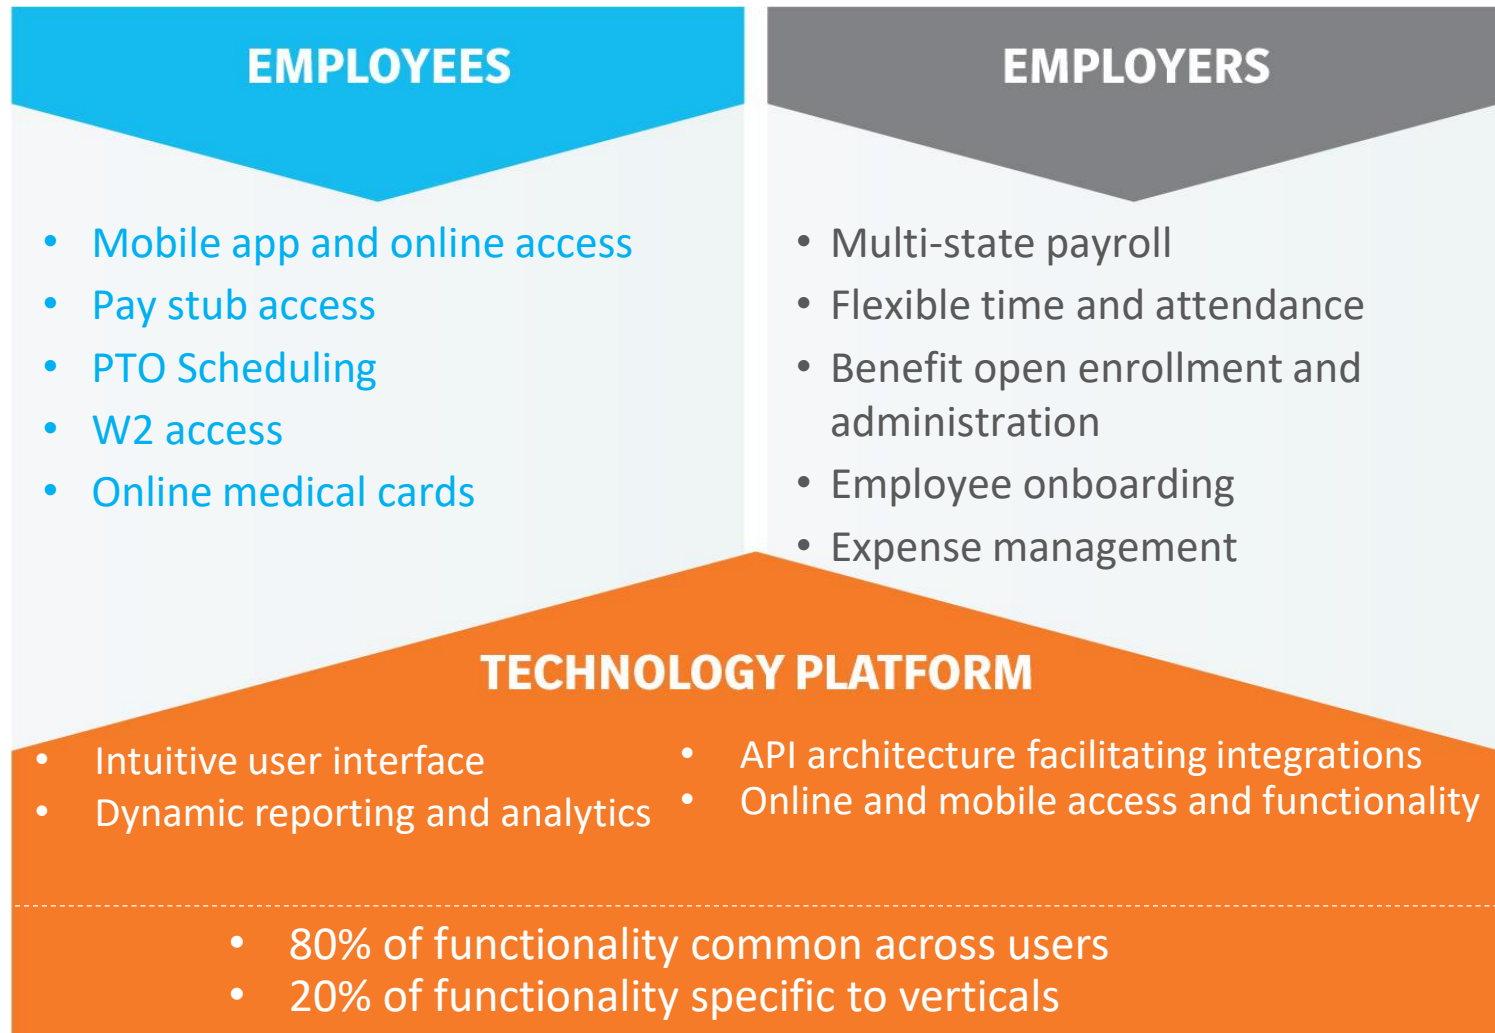 EMPLOYEES
• Mobile app and online access
• Pay stub access
• PTO Scheduling
• W2 access
• Online medical cards
EMPLOYERS
• Multi-state payroll
• Flexible time and attendance
• Benefit open enrollment and
administration
• Employee onboarding
• Expense management
TECHNOLOGY PLATFORM
• Intuitive user interface
• Dynamic reporting and analytics
• API architecture facilitating integrations
• Online and mobile access and functionality
• 80% of functionality common across users
• 20% of functionality specific to verticals